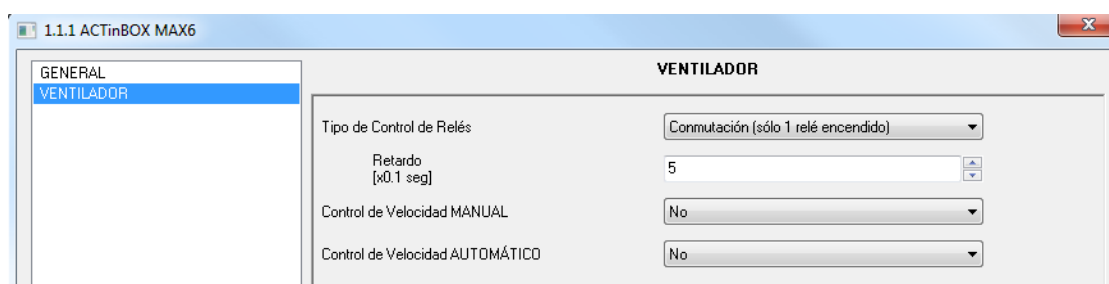 1.1.1 ACTinBOX MAX6
GENERAL
VENTILADOR
VENTILADOR
Tipo de Control de Relés
Conmutación (sólo 1 relé encendido)
Retardo
[x0.1 seg]
5
Control de Velocidad MANUAL
No
Control de Velocidad AUTOMÁTICO
No